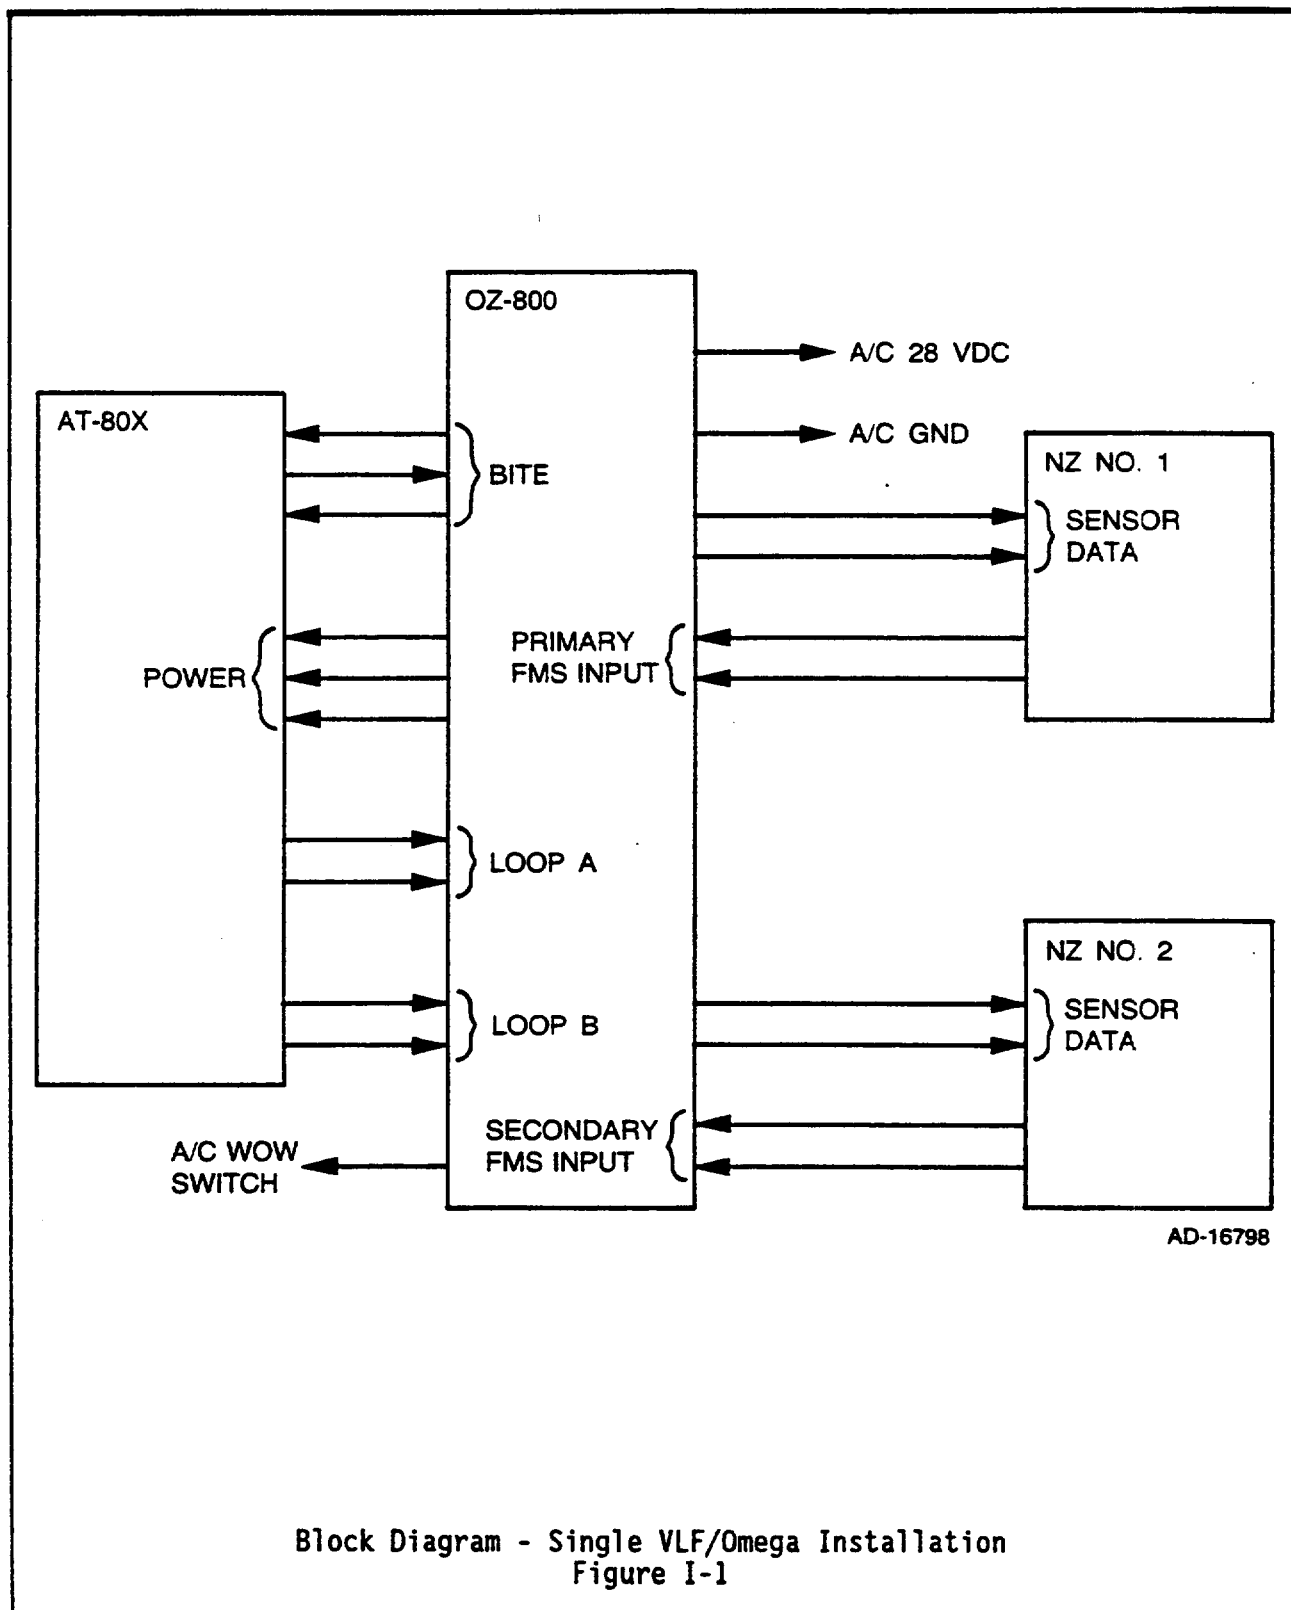 OZ-800
A/C 28 VDC
AT-80X
A/C GND
NZ NO. 1
BITE
SENSOR
DATA
PRIMARY
FMS INPUT
POWER
LOOP A
NZ NO. 2
LOOP B
SENSOR
DATA
SECONDARY
FMS INPUT
A/C WOW
SWITCH
AD-16798
Block Diagram - Single VLF/Omega Installation
Figure I-1